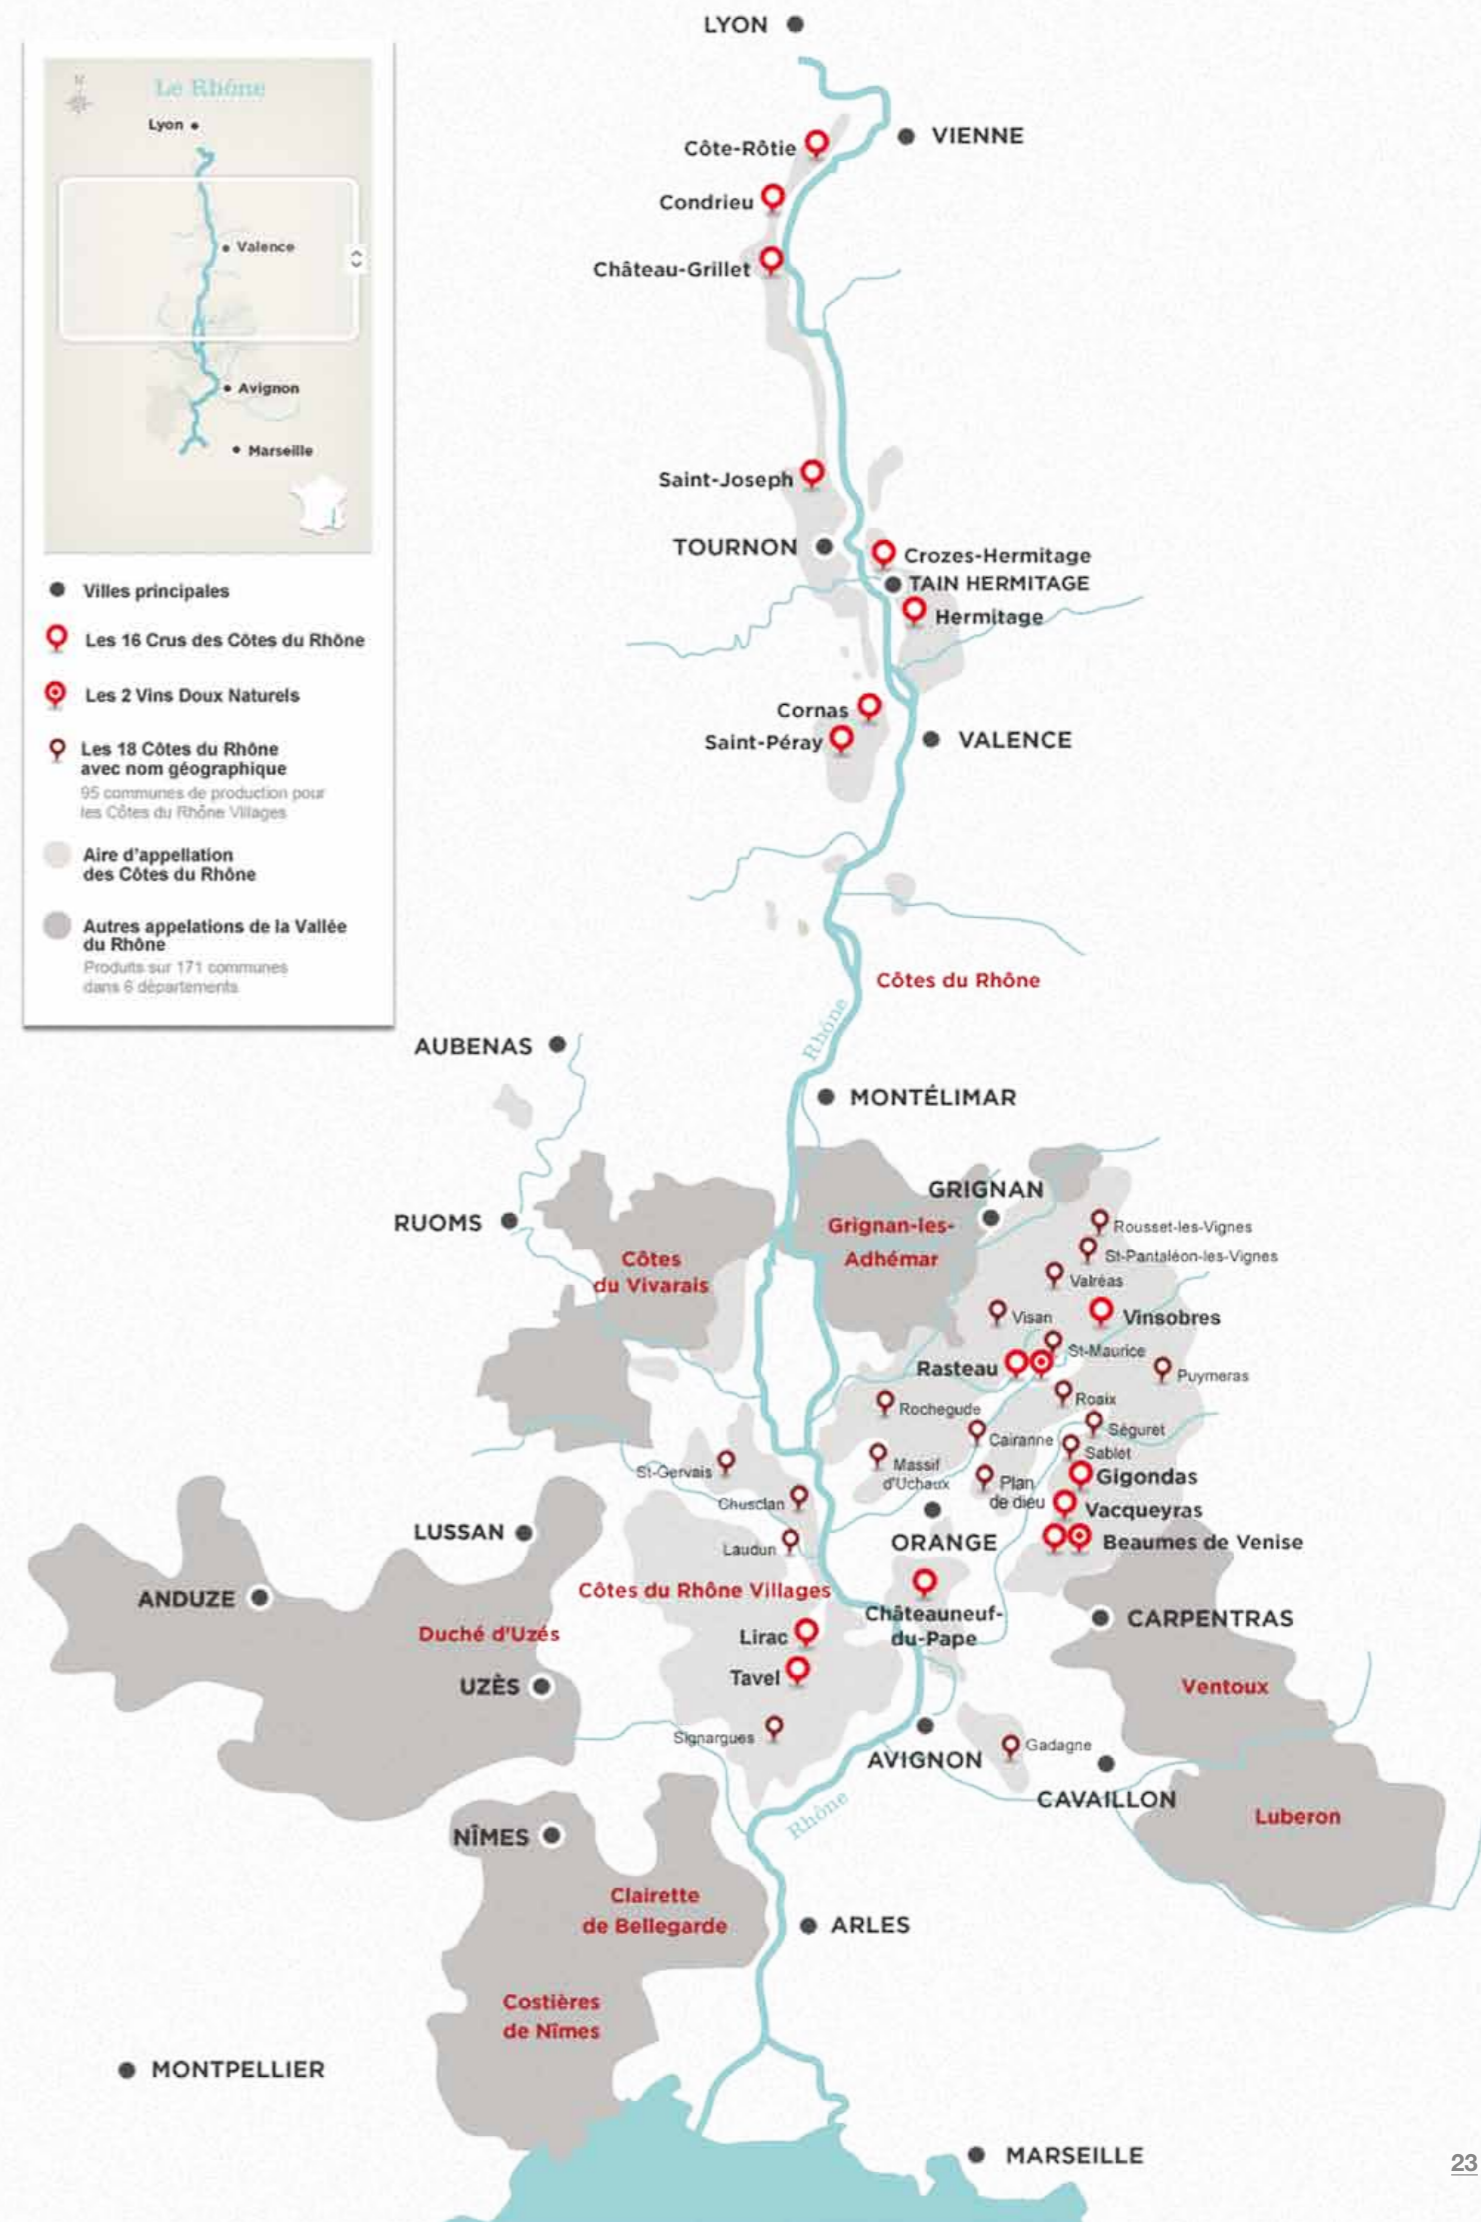 LYON
N
Le Rhône
Lyon
Valence
Avignon
Marseille
Villes principales
Les 16 Crus des Côtes du Rhône
Les 2 Vins Doux Naturels
Les 18 Côtes du Rhône
avec nom géographique
95 communes de production pour
les Côtes du Rhône Villages
Aire d'appellation
des Côtes du Rhône
Autres appelations de la Vallée
du Rhône
Produits sur 171 communes
dans 6 départements
VIENNE
Côte-Rôtie
Condrieu
Château-Grillet
Saint-Joseph
TOURNON
Crozes-Hermitage
TAIN HERMITAGE
Hermitage
Cornas
Saint-Péray
VALENCE
Côtes du Rhône
Rhône
AUBENAS
MONTÉLIMAR
GRIGNAN
RUOMS
Grignan-les-
Adhémar
Côtes
du Vivarais
Rousset-les-Vignes
St-Pantaléon-les-Vignes
Valréas
Visan
Vinsobres
St-Maurice
Rasteau
Puymeras
Roaix
Rochegude
Séguret
Cairanne
Sablet
Massif
d'Uchaux
Plan
de dieu
Gigondas
Vacqueyras
Beaumes de Venise
St-Gervais
Chusclan
Laudun
LUSSAN
ORANGE
ANDUZE
Côtes du Rhône Villages
Châteauneuf-
du-Pape
CARPENTRAS
Duché d'Uzés
Lirac
Tavel
UZÈS
Ventoux
Signargues
AVIGNON
Gadagne
CAVAILLON
Rhône
Luberon
NÎMES
Clairette
de Bellegarde
ARLES
Costières
de Nîmes
MONTPELLIER
MARSEILLE
23